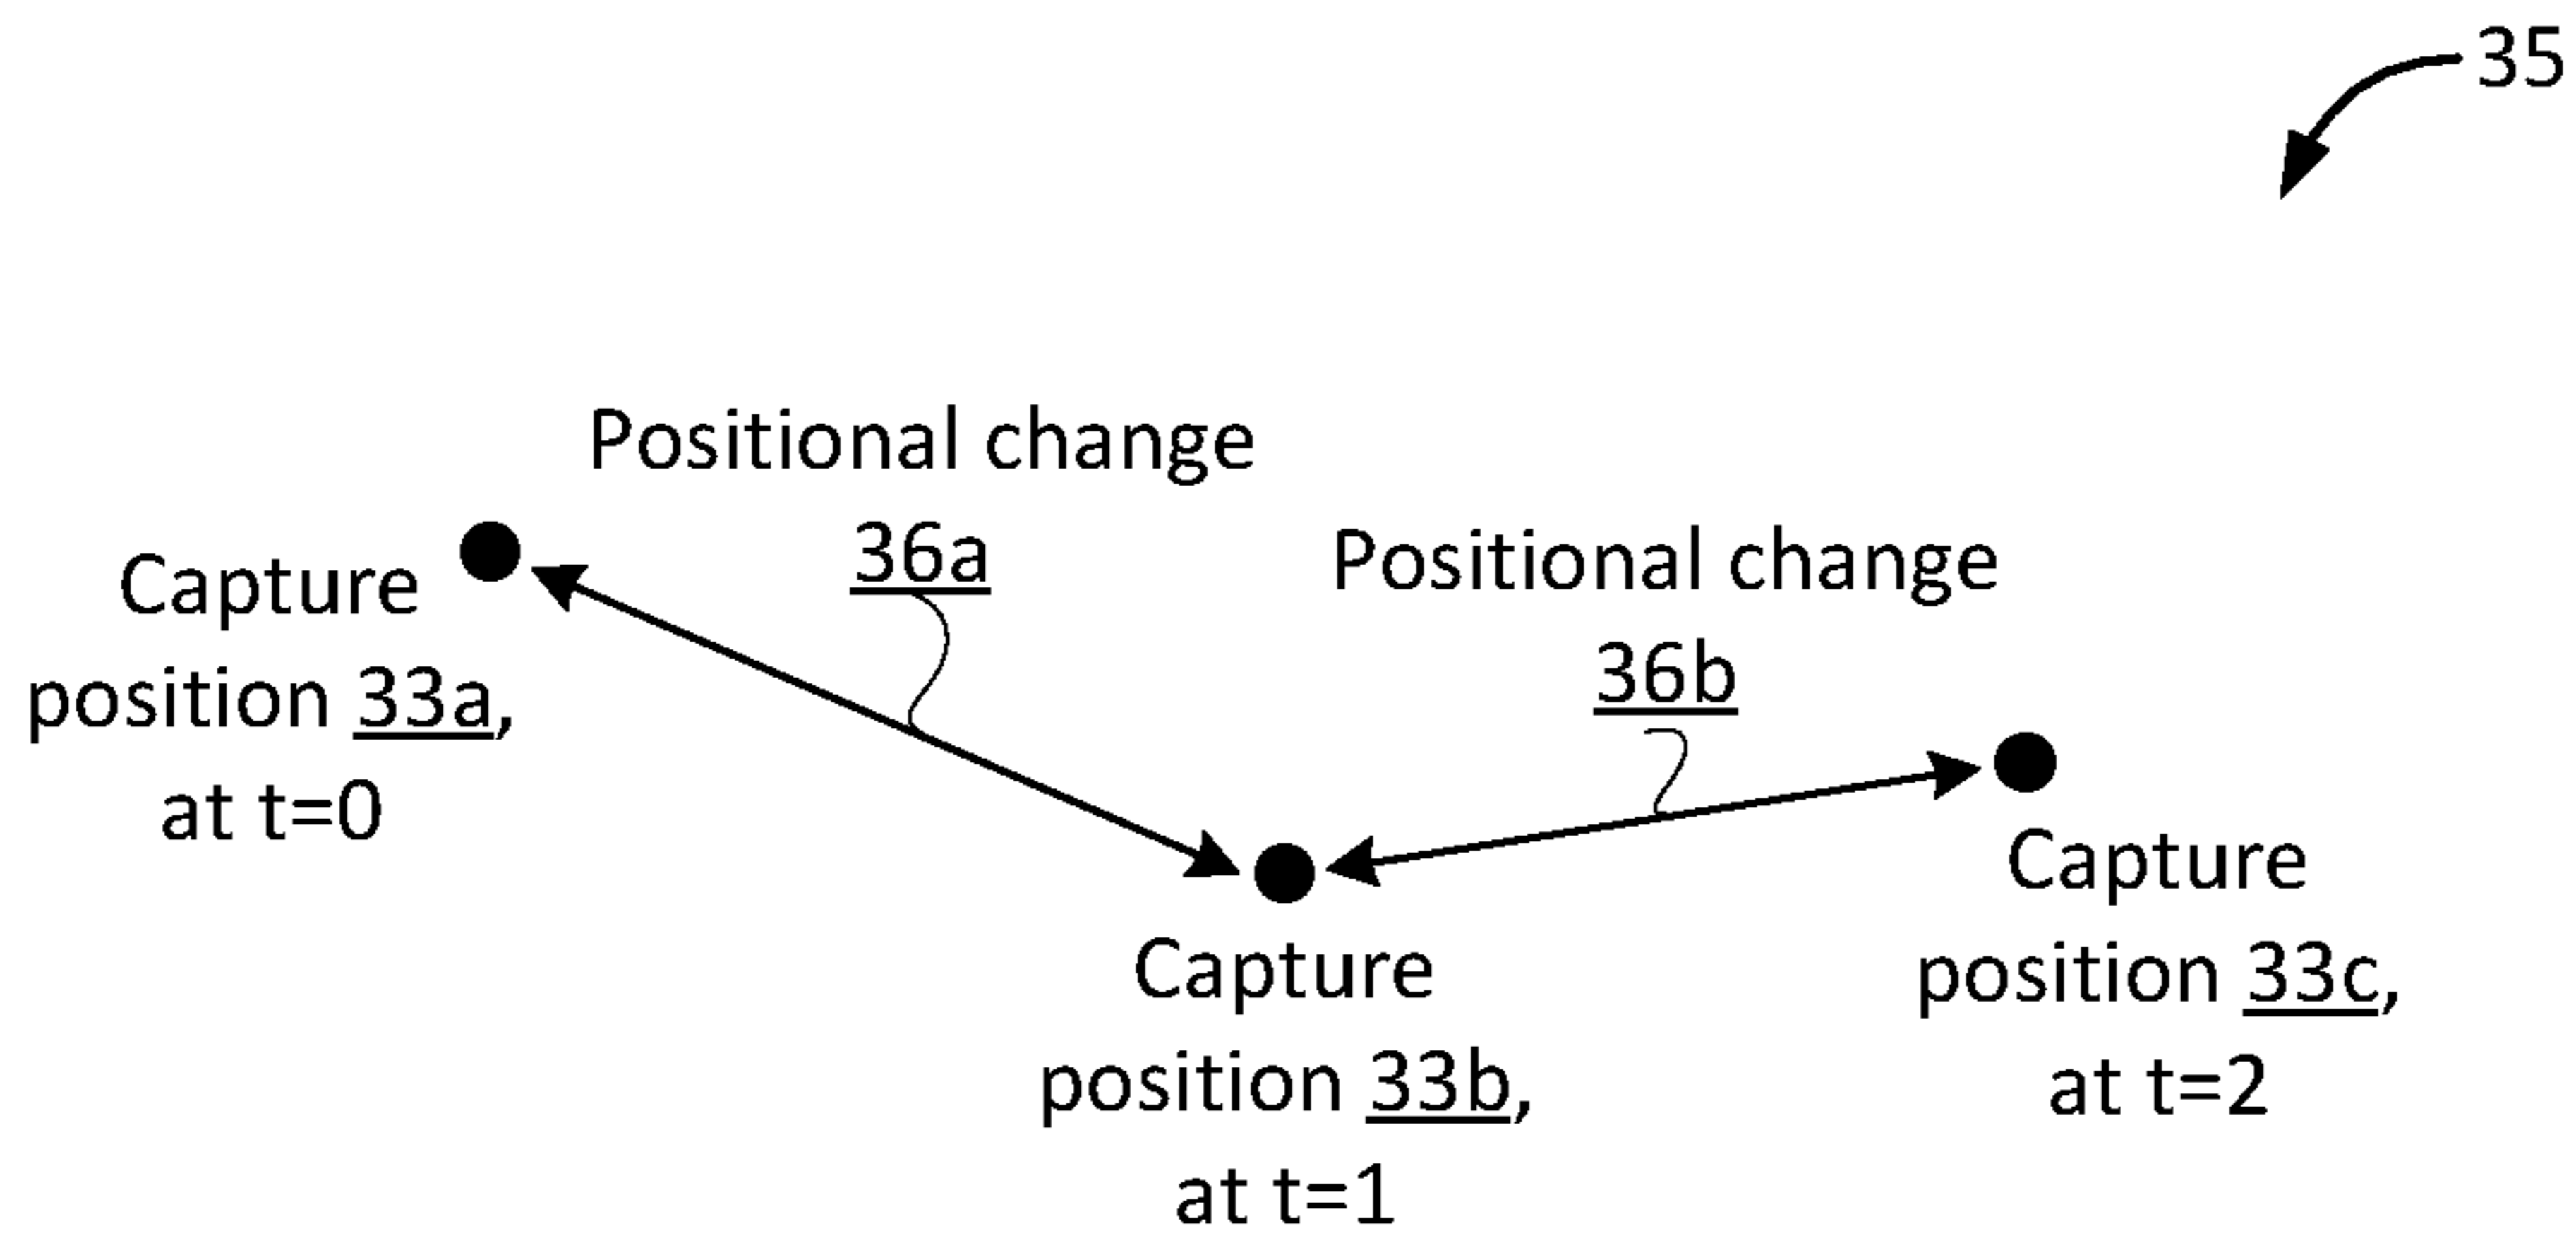 35
Positional change
36a
Capture
position 33a,
at t=0
Positional change
36b
Capture
position 33b,
at t=1
Capture
position 33c,
at t=2